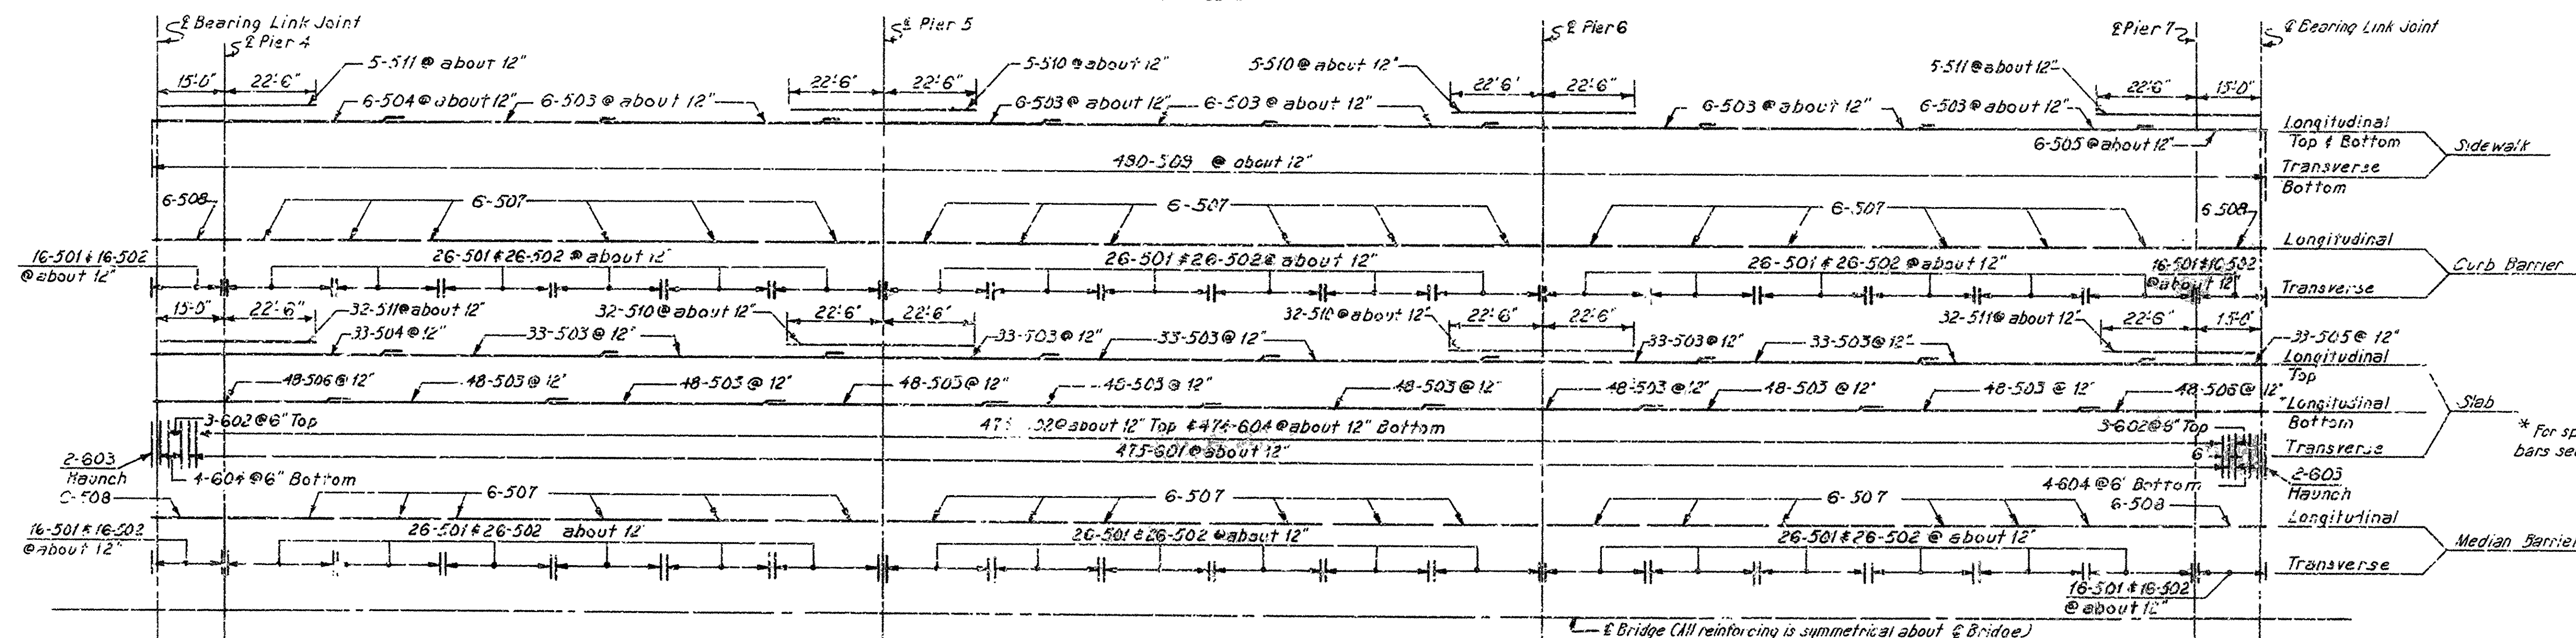 ℄ Bearing Link Joint
℄ Pier 4
℄ Pier 5
℄ Pier 6
℄ Pier 7
℄ Bearing Link Joint
5-511 @ about 12"
5-510 @ about 12"
5-510 @ about 12"
5-511 @ about 12"
15'-0" 22'-6" 22'-6" 22'-6" 22'-6" 22'-6" 22'-6" 15'-0"
6-504 @ about 12" 6-503 @ about 12" 6-503 @ about 12" 6-503 @ about 12" 6-503 @ about 12" 6-503 @ about 12"
Longitudinal
Top & Bottom
6-505 @ about 12"
Sidewalk
480-509 @ about 12"
Transverse
Bottom
6-508 6-507 6-507 6-507 6-508
Longitudinal
16-501 & 16-502
@ about 12"
26-501 & 26-502 @ about 12" 26-501 & 26-502 @ about 12" 26-501 & 26-502 @ about 12"
16-501 & 16-502
@ about 12"
Curb Barrier
Transverse
15'-0" 22'-6" 32-511 @ about 12" 32-510 @ about 12" 22'-6" 22'-6" 32-510 @ about 12" 22'-6" 22'-6" 32-511 @ about 12" 22'-6" 15'-0"
33-504 @ 12" 33-503 @ 12" 33-503 @ 12" 33-503 @ 12" 33-503 @ 12" 33-503 @ 12" 33-505 @ 12"
Longitudinal
Top
48-506 @ 12" 48-503 @ 12" 48-503 @ 12" 48-503 @ 12" 48-503 @ 12" 48-503 @ 12" 48-503 @ 12" 48-503 @ 12" 48-503 @ 12" 48-506 @ 12"
Longitudinal
Bottom
Slab
3-602 @ 6" Top
@ about 12" Top & 474-604 @ about 12" Bottom
3-602 @ 6" Top
475-601 @ about 12"
6"
Transverse
* For sp
bars see
2-603
Haunch
4-604 @ 6" Bottom
4-604 @ 6" Bottom
2-603
Haunch
6-507 6-507 6-507 6-508
Longitudinal
16-501 & 16-502
@ about 12"
26-501 & 26-502 about 12" 26-501 & 26-502 @ about 12" 26-501 & 26-502 @ about 12"
Median Barrier
Transverse
16-501 & 16-502
@ about 12"
℄ Bridge (All reinforcing is symmetrical about ℄ Bridge)